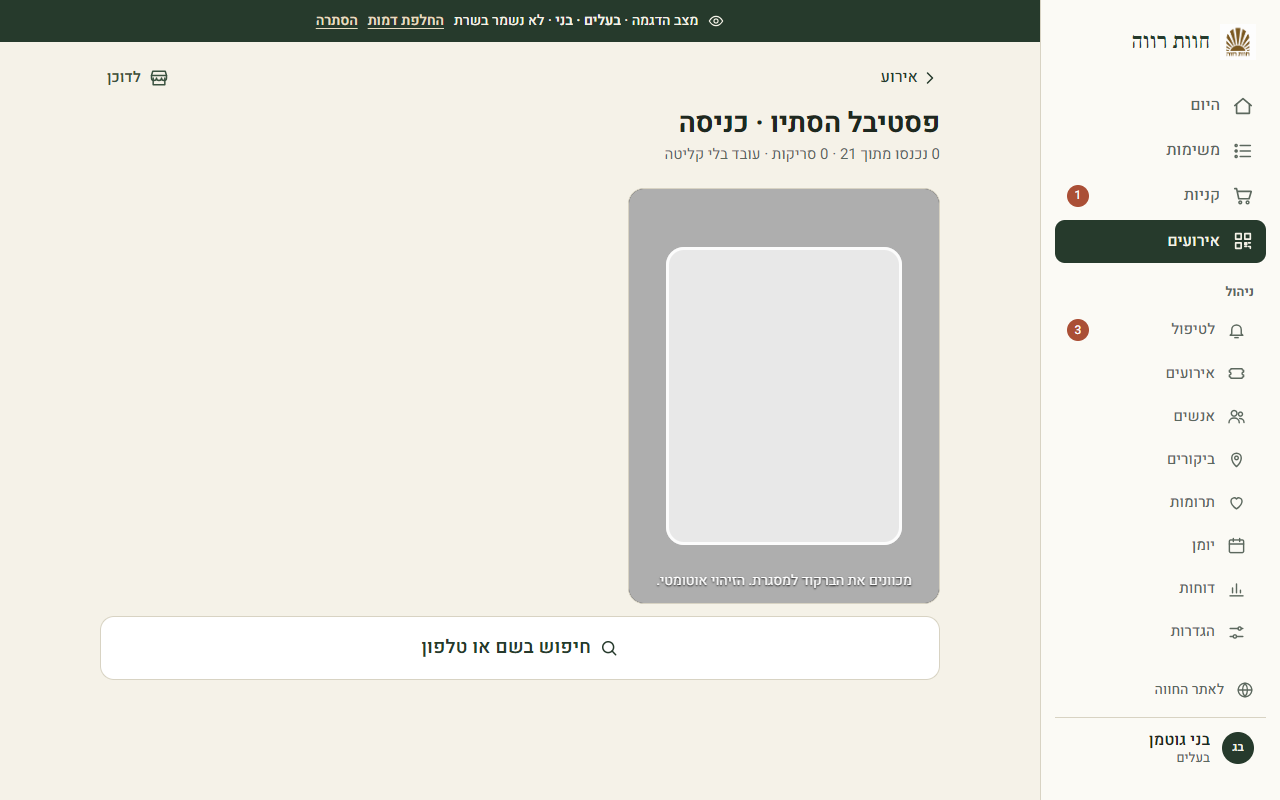 מצב הדגמה · בעלים · בני · לא נשמר בשרת החלפת דמות הסתרה
חוות רווה
היום
משימות
קניות 1
אירועים
ניהול
לטיפול 3
אירועים
אנשים
ביקורים
תרומות
יומן
דוחות
הגדרות
לאתר החווה
בג בני גוטמן
בעלים
אירוע
לדוכן
פסטיבל הסתיו · כניסה
0 נכנסו מתוך 21 · 0 סריקות · עובד בלי קליטה
מכוונים את הברקוד למסגרת. הזיהוי אוטומטי.
חיפוש בשם או טלפון